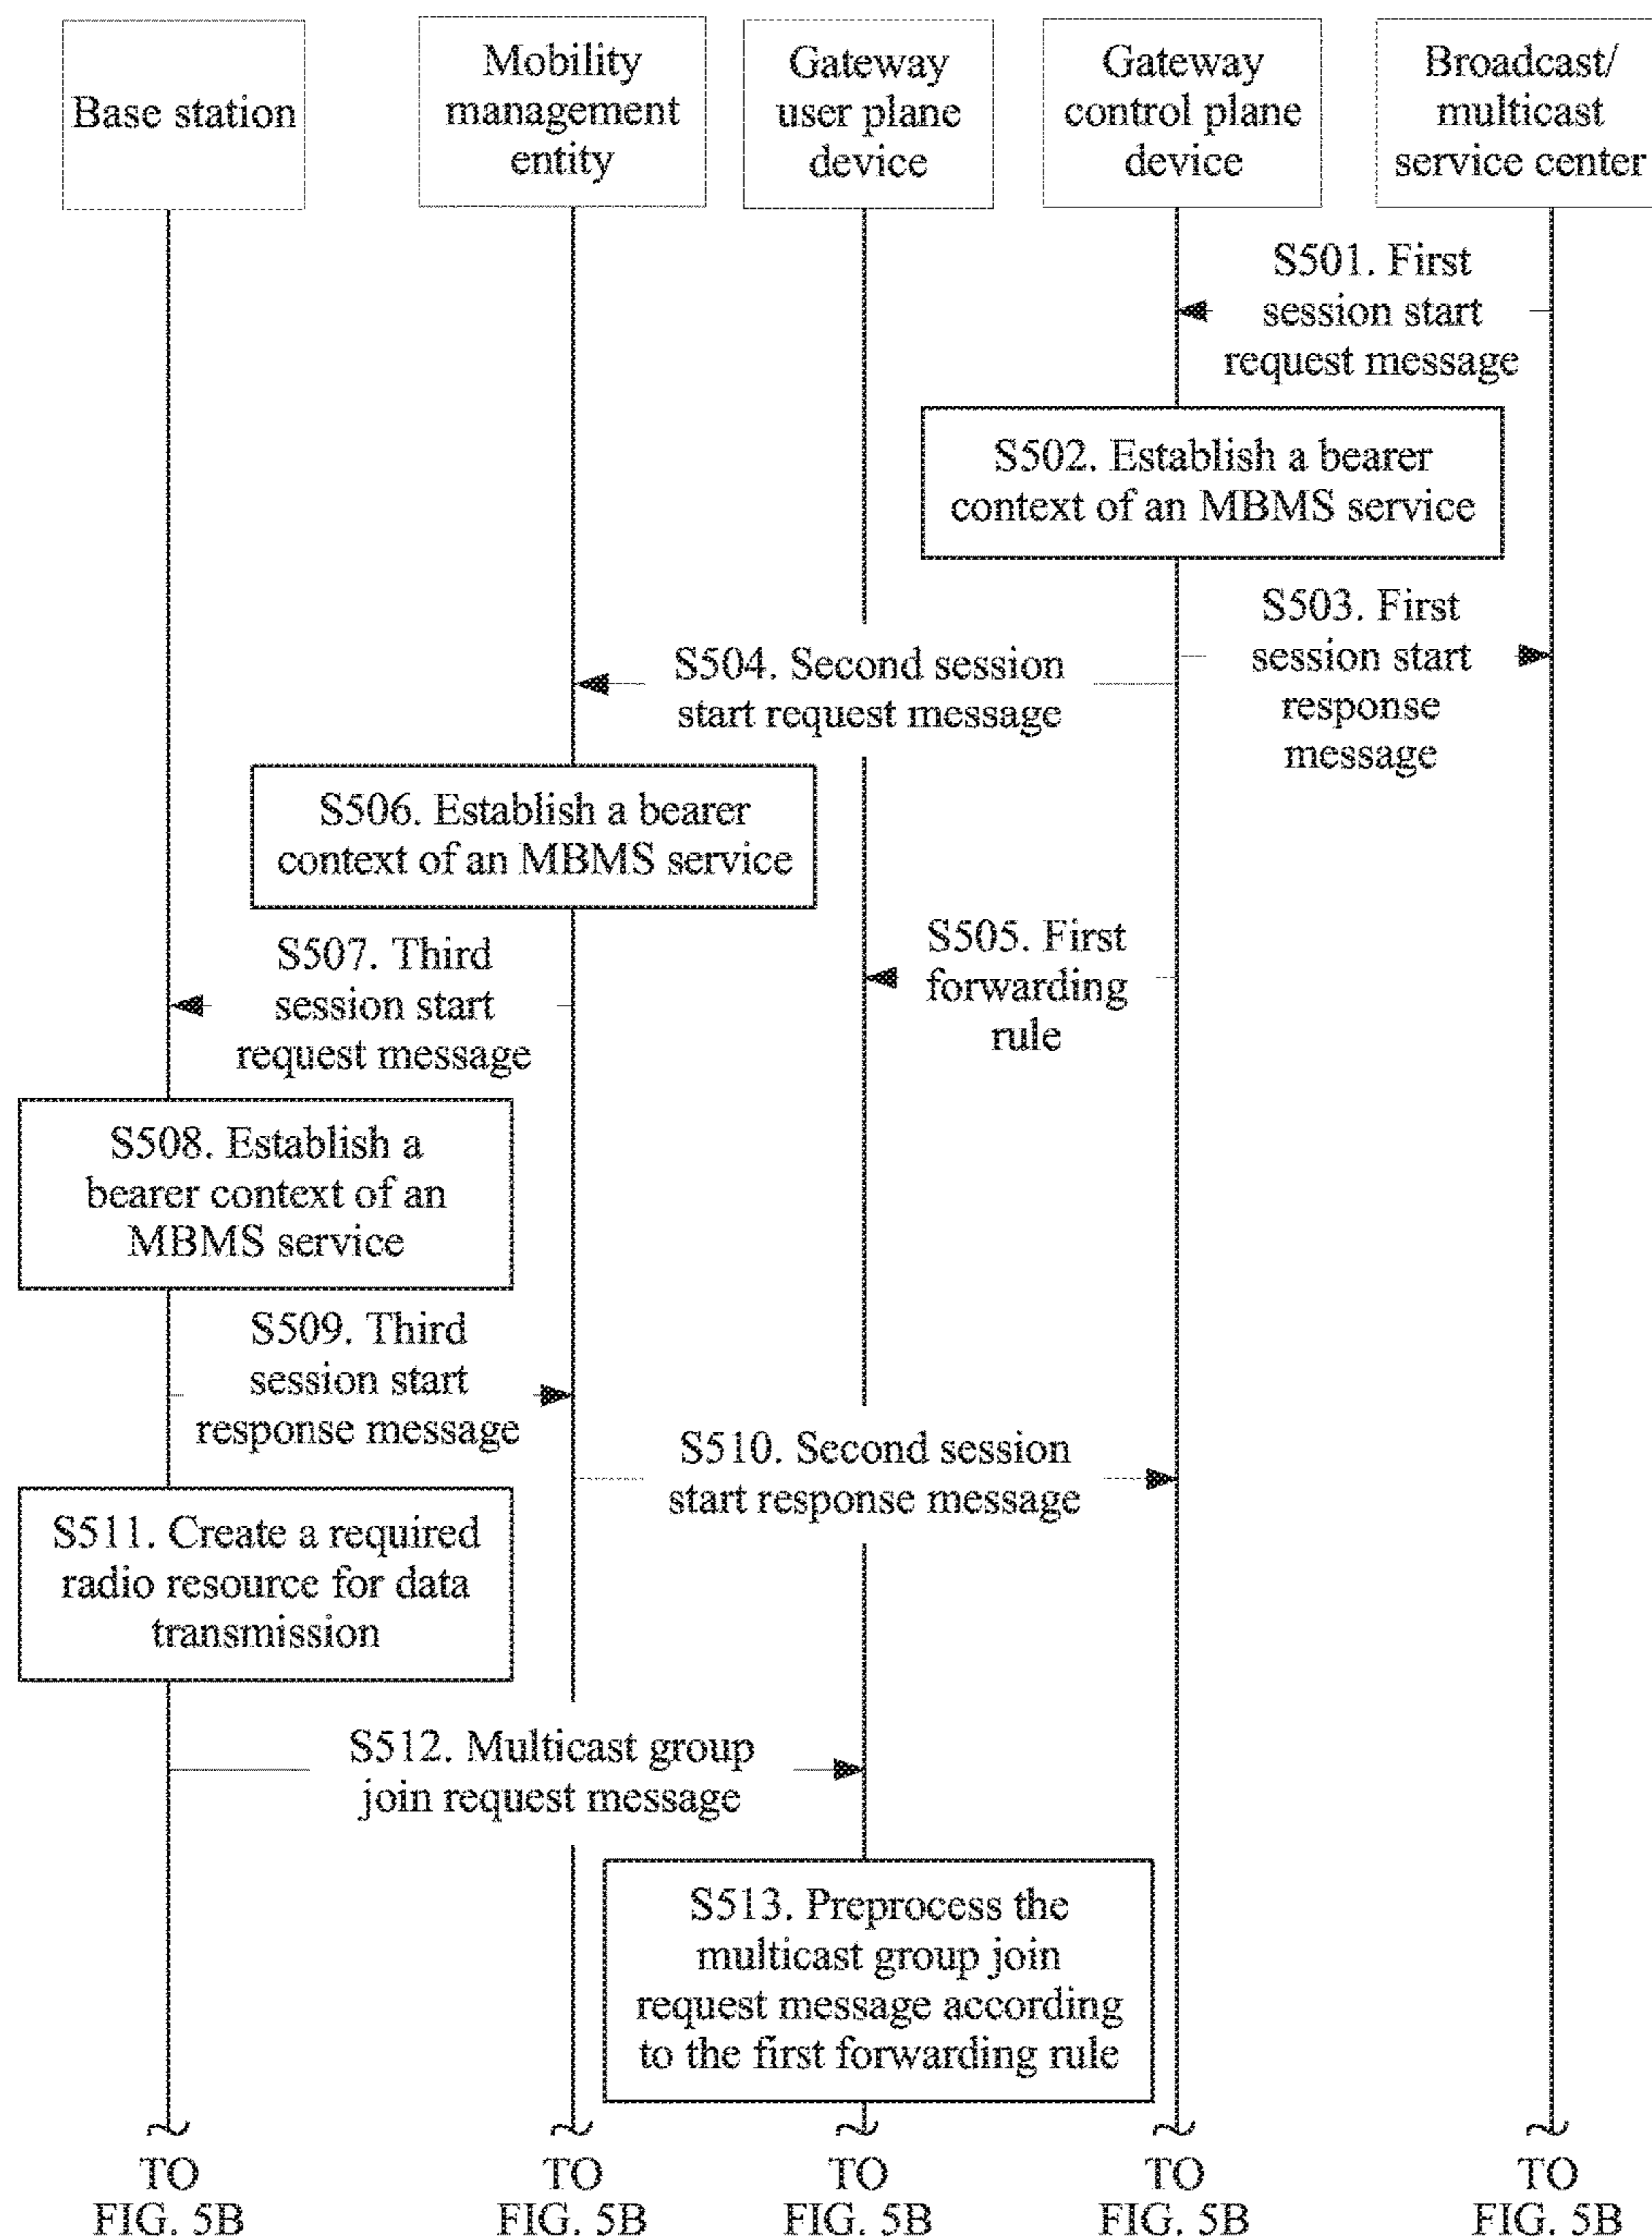 Base station
Mobility
management
entity
Gateway
user plane
device
Gateway
control plane
device
Broadcast/
multicast
service center
S501. First
session start
request message
S502. Establish a bearer
context of an MBMS service
S503. First
session start
response
message
S504. Second session
start request message
S506. Establish a bearer
context of an MBMS service
S505. First
forwarding
rule
S507. Third
session start
request message
S508. Establish a
bearer context of an
MBMS service
S509. Third
session start
response message
S510. Second session
start response message
S511. Create a required
radio resource for data
transmission
S512. Multicast group
join request message
S513. Preprocess the
multicast group join
request message according
to the first forwarding rule
TO
FIG. 5B
TO
FIG. 5B
TO
FIG. 5B
TO
FIG. 5B
TO
FIG. 5B